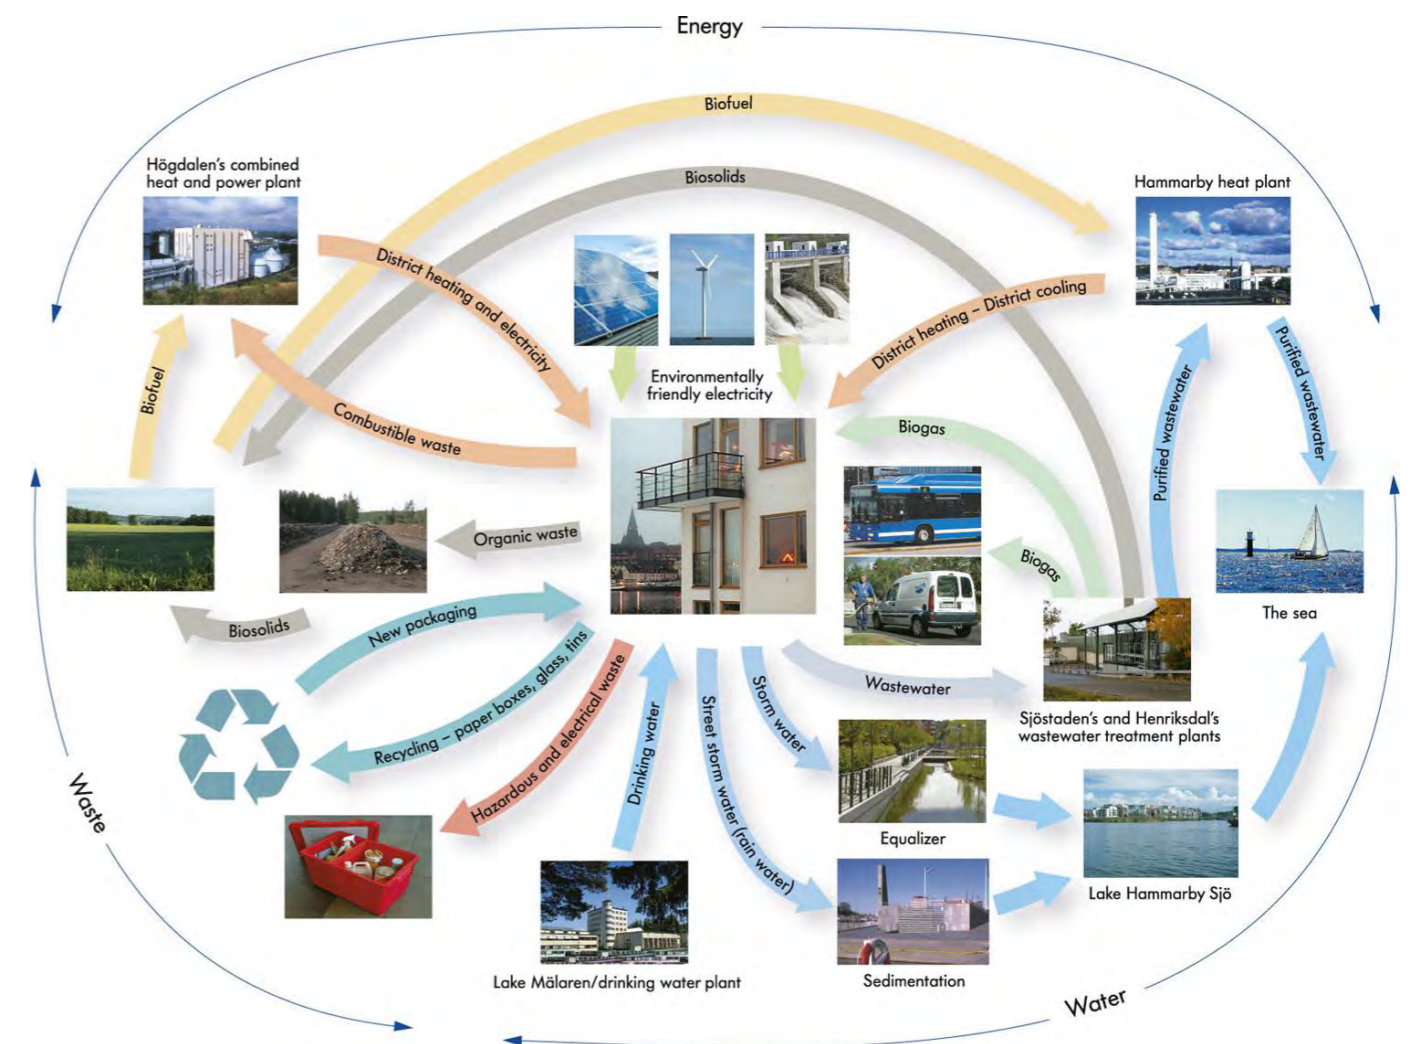 Energy
Biofuel
Högdalen's combined
heat and power plant
Biosolids
Hammarby heat plant
District heating and electricity
District heating – District cooling
Purified wastewater
Biofuel
Combustible waste
Environmentally
friendly electricity
Biogas
Purified wastewater
Organic waste
Biogas
Biosolids
New packaging
The sea
Recycling – paper boxes, glass, tins
Hazardous and electrical waste
Drinking water
Street storm water (rain water)
Storm water
Wastewater
Sjöstaden's and Henriksdal's
wastewater treatment plants
Waste
Equalizer
Lake Hammarby Sjö
Lake Mälaren/drinking water plant
Sedimentation
Water